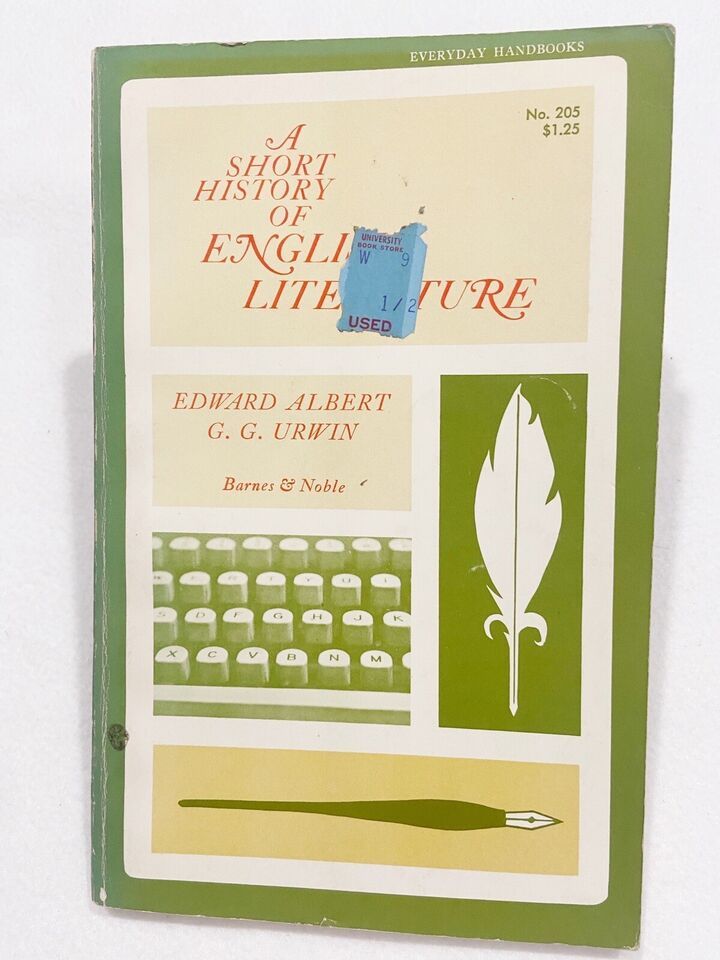 EVERYDAY HANDBOOKS
No. 205
$1.25
A
SHORT
HISTORY
OF
ENGLI
LITE TURE
UNIVERSITY
BOOK STORE
W 9
1/2
USED
EDWARD ALBERT
G. G. URWIN
Barnes & Noble
E R T Y U I
S D F G H J K
X C V B N M